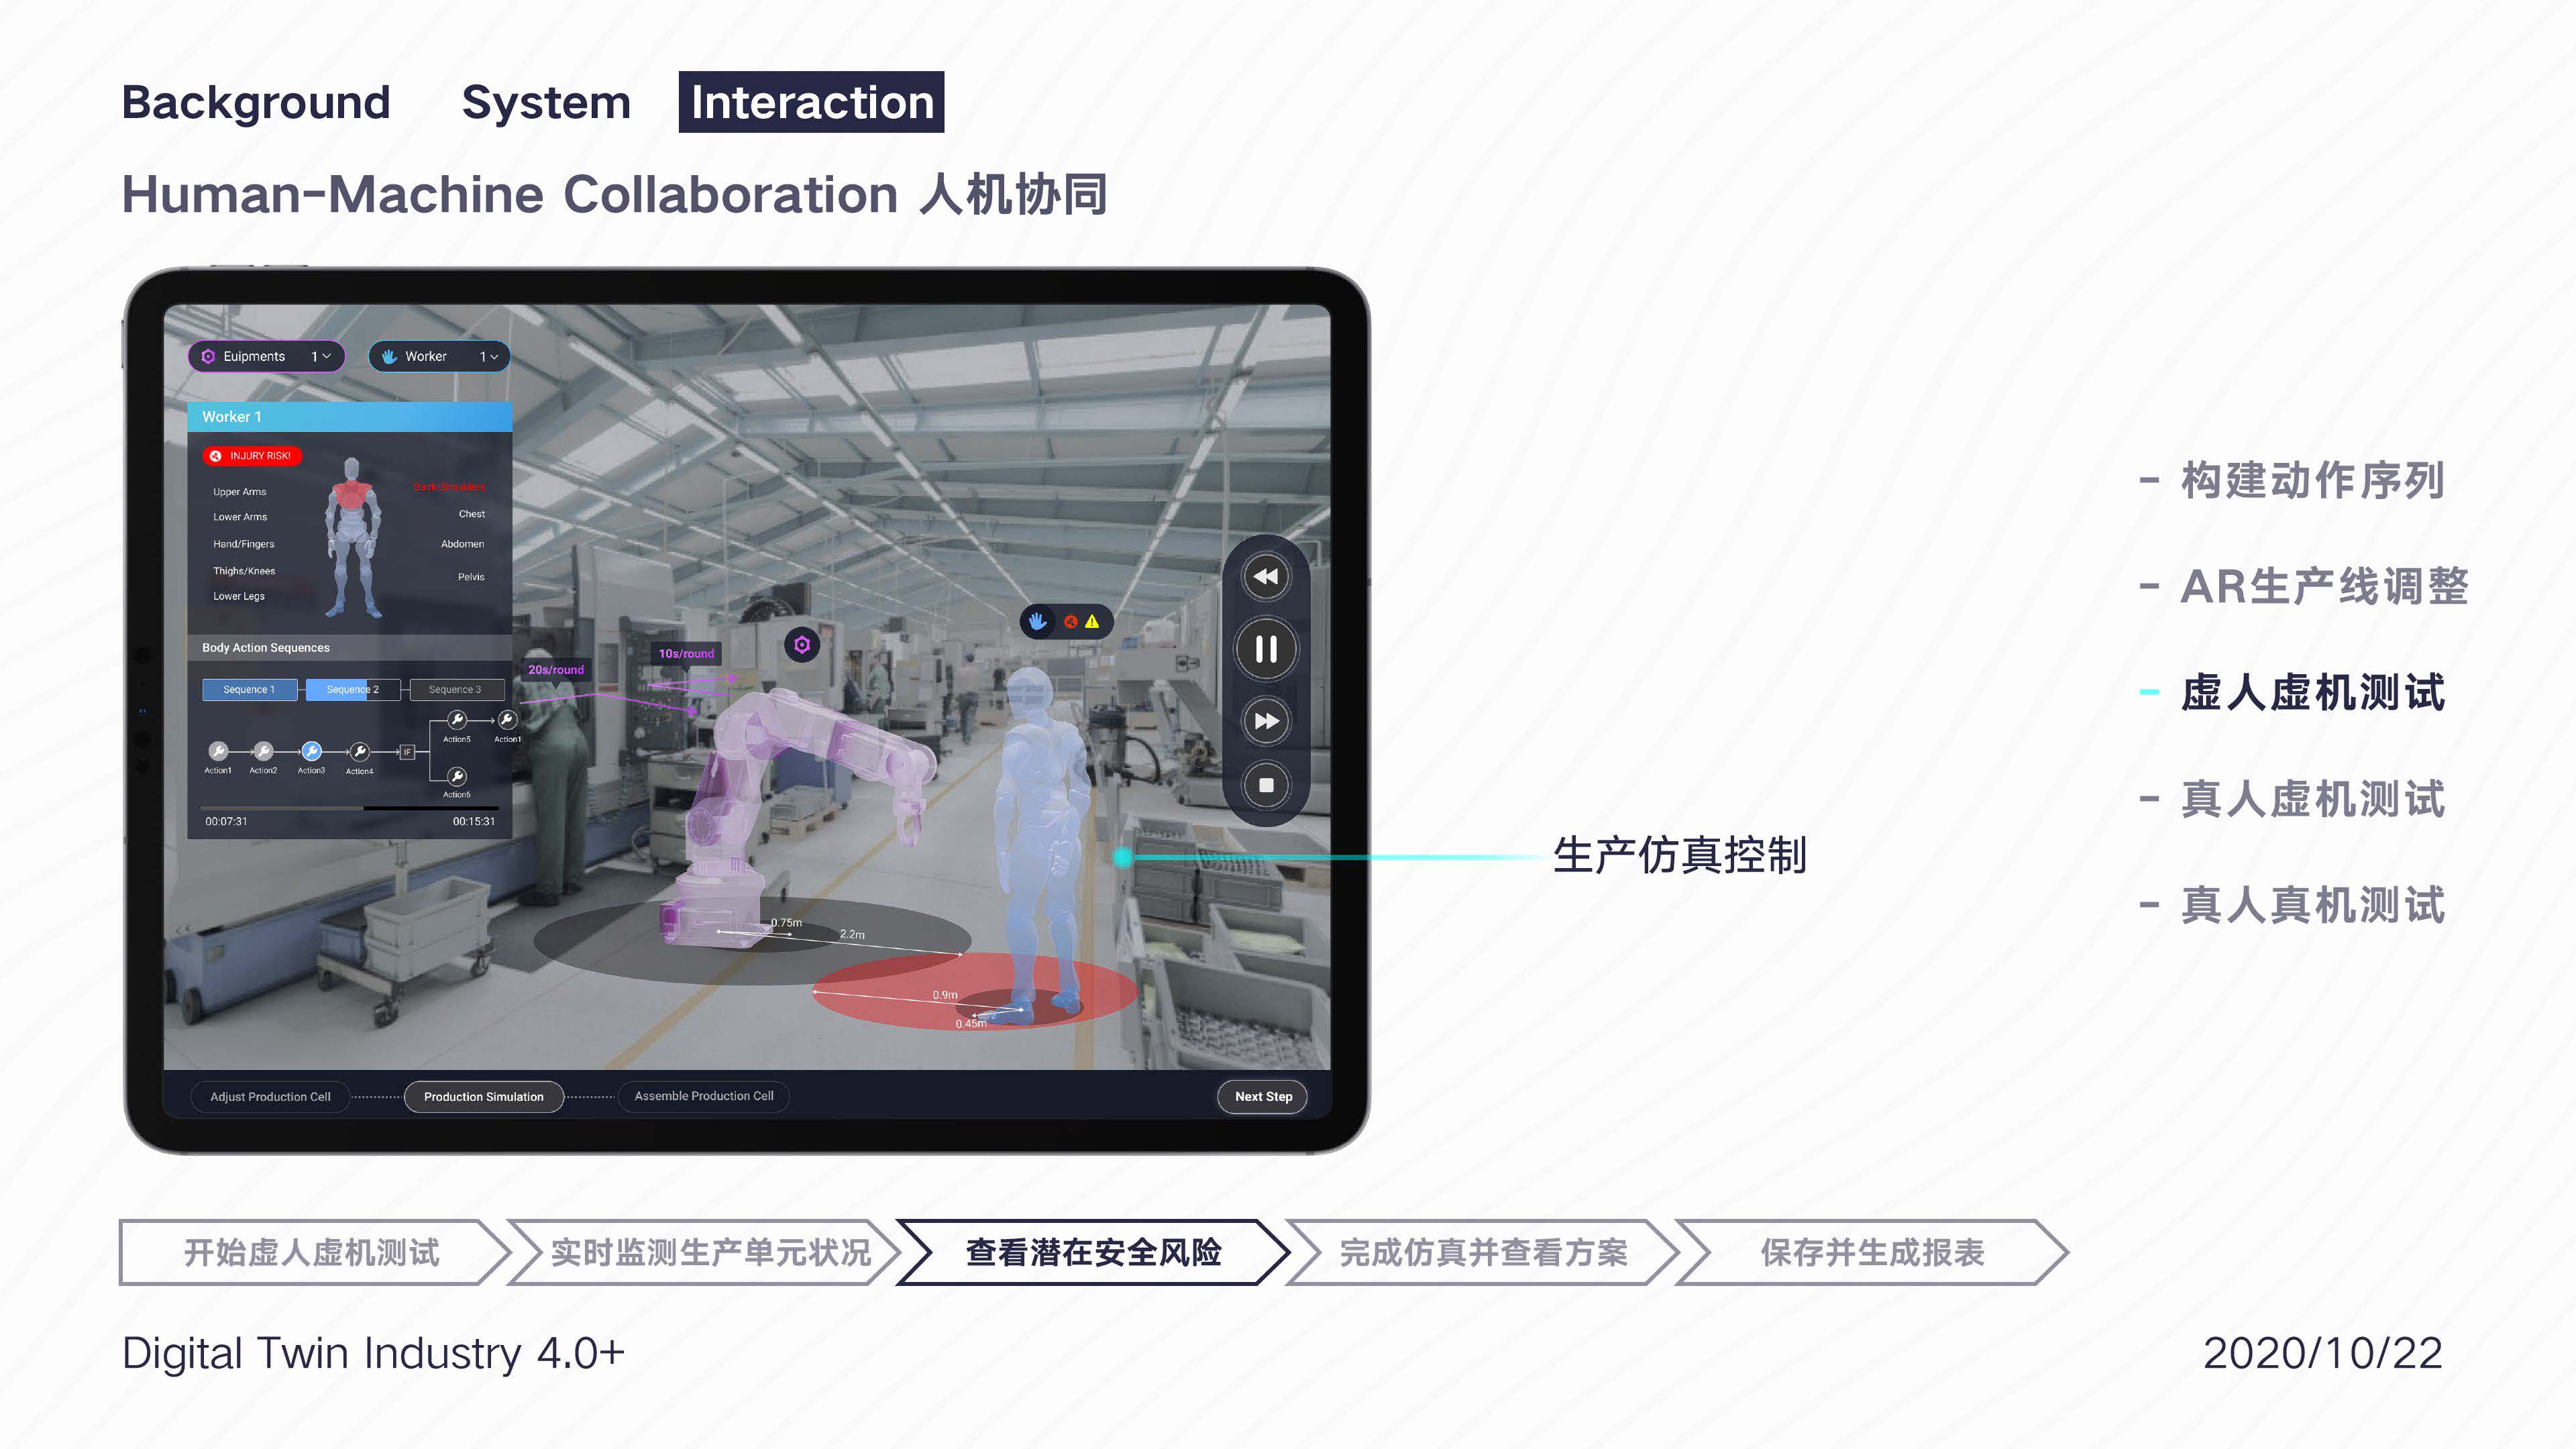 Background System Interaction
Human-Machine Collaboration 人机协同
Euipments 1
Worker 1
Worker 1
INJURY RISK!
Upper Arms
Lower Arms
Hand/Fingers
Thighs/Knees
Lower Legs
Back/Shoulders
Chest
Abdomen
Pelvis
Body Action Sequences
Sequence 1 Sequence 2 Sequence 3
Action1 Action2 Action3 Action4 IF
Action5 Action1
Action6
00:07:31 00:15:31
20s/round
10s/round
0.75m
2.2m
0.9m
0.45m
Adjust Production Cell Production Simulation Assemble Production Cell Next Step
生产仿真控制
- 构建动作序列
- AR生产线调整
- 虚人虚机测试
- 真人虚机测试
- 真人真机测试
开始虚人虚机测试 实时监测生产单元状况 查看潜在安全风险 完成仿真并查看方案 保存并生成报表
Digital Twin Industry 4.0+ 2020/10/22